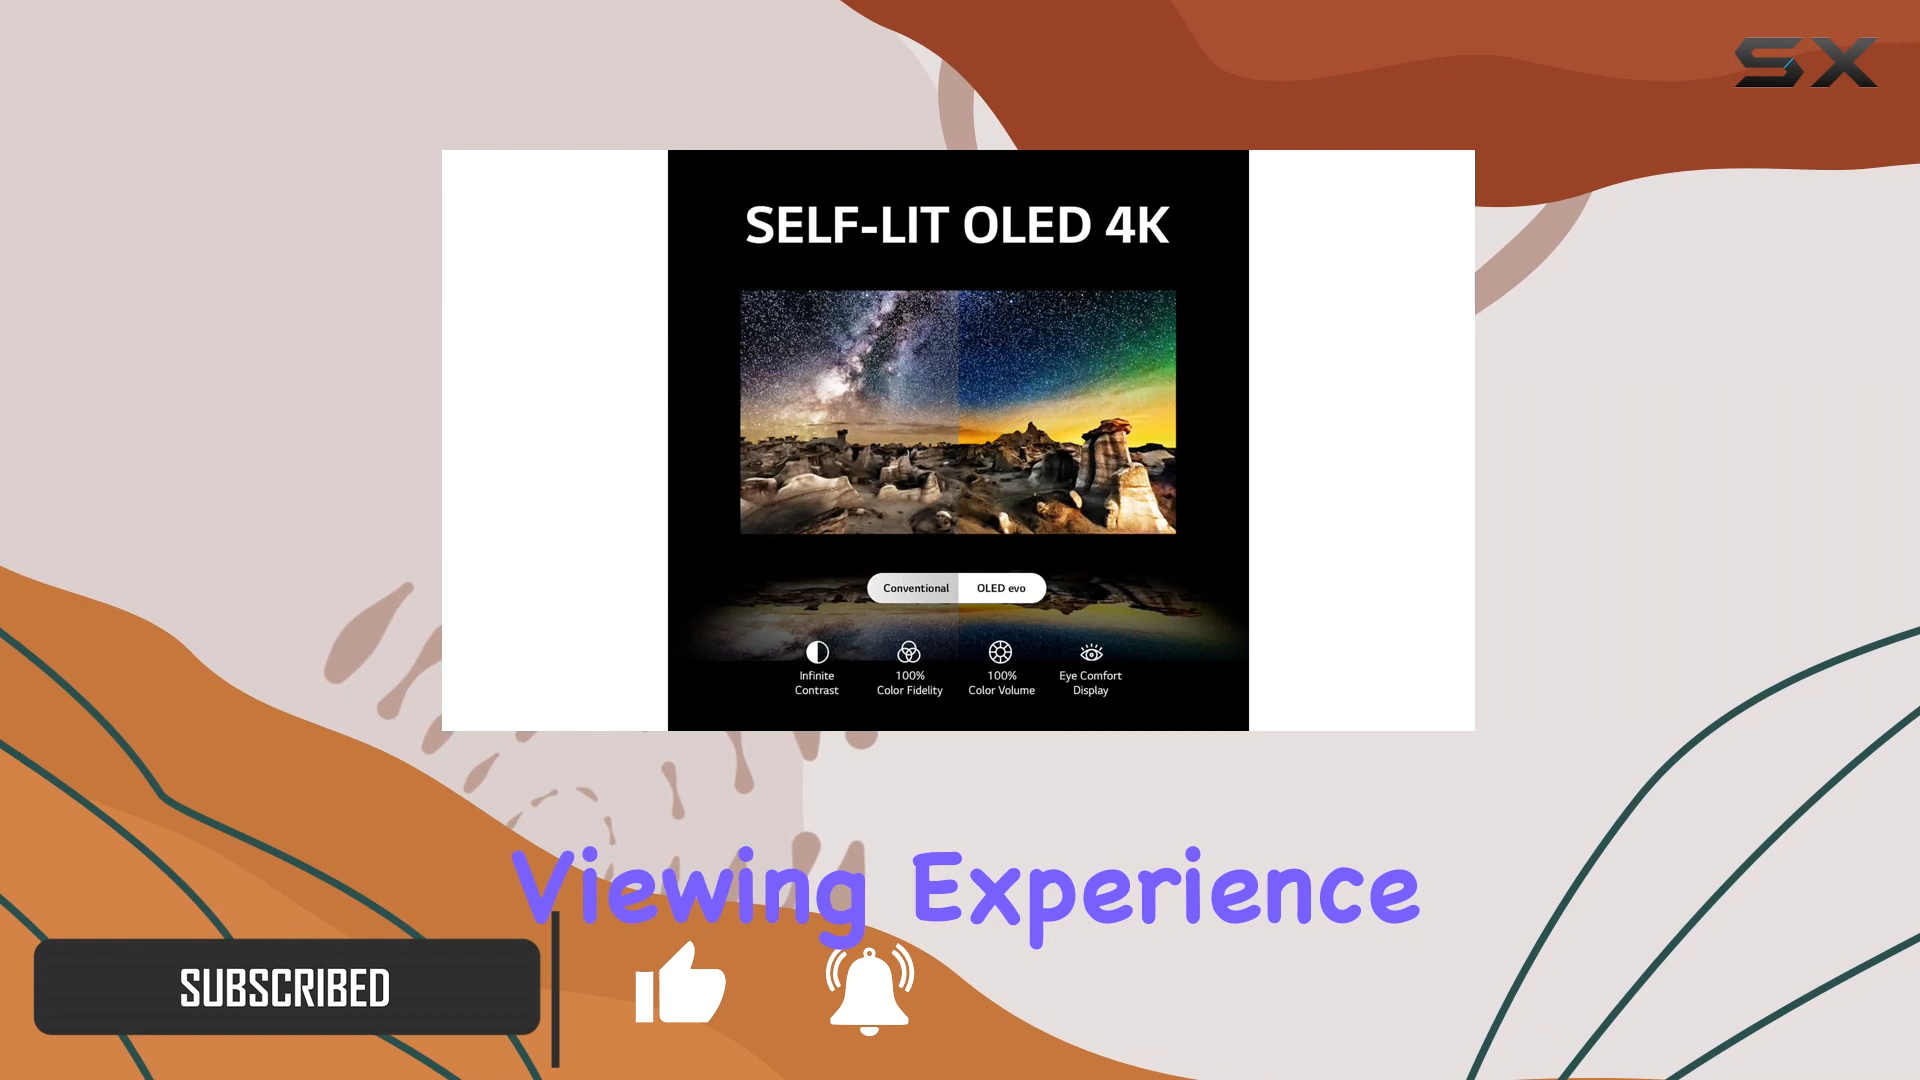 SX
SELF-LIT OLED 4K
Conventional OLED evo
Infinite Contrast
100% Color Fidelity
100% Color Volume
Eye Comfort Display
Viewing Experience
SUBSCRIBED